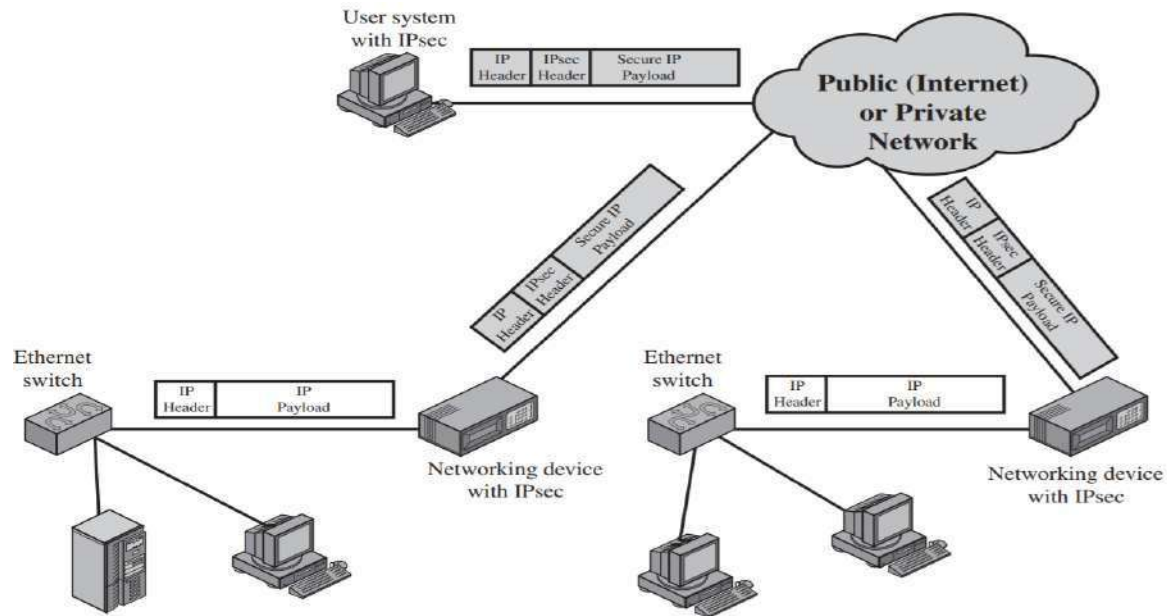 User system
with IPsec
IP
Header
IPsec
Header
Secure IP
Payload
Public (Internet)
or Private
Network
IP
Header
IPsec
Header
Secure IP
Payload
IP
Header
IPsec
Header
Secure IP
Payload
Ethernet
switch
IP
Header
IP
Payload
Networking device
with IPsec
Ethernet
switch
IP
Header
IP
Payload
Networking device
with IPsec